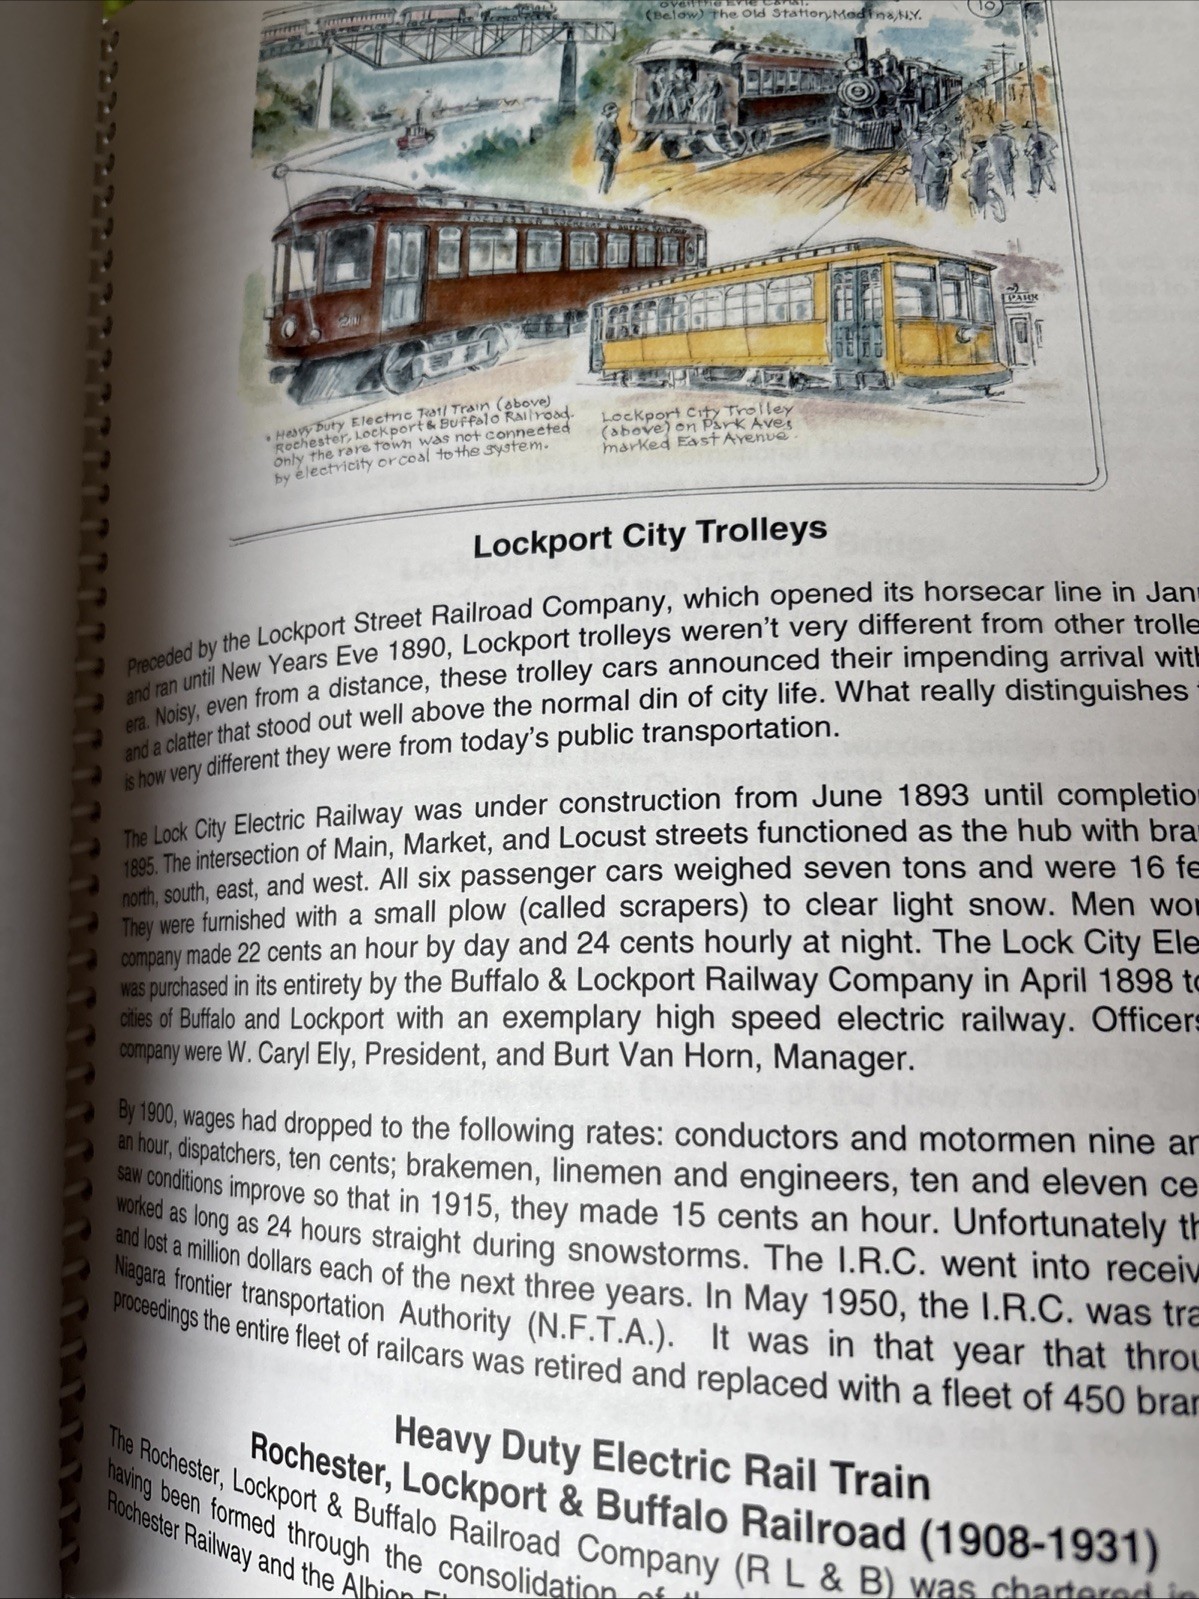 over the Erie Canal.
(Below) The Old Station, Medina, N.Y.
10
PARK
• Heavy Duty Electric Rail Train (above)
Rochester, Lockport & Buffalo Railroad.
Only the rare town was not connected
by electricity or coal to the system.
Lockport City Trolley
(above) on Park Ave,
marked East Avenue.
Lockport City Trolleys
Preceded by the Lockport Street Railroad Company, which opened its horsecar line in Jan
and ran until New Years Eve 1890, Lockport trolleys weren't very different from other trolle
era. Noisy, even from a distance, these trolley cars announced their impending arrival with
and a clatter that stood out well above the normal din of city life. What really distinguishes
is how very different they were from today's public transportation.
The Lock City Electric Railway was under construction from June 1893 until completio
1895. The intersection of Main, Market, and Locust streets functioned as the hub with bra
north, south, east, and west. All six passenger cars weighed seven tons and were 16 fe
They were furnished with a small plow (called scrapers) to clear light snow. Men wor
company made 22 cents an hour by day and 24 cents hourly at night. The Lock City Ele
was purchased in its entirety by the Buffalo & Lockport Railway Company in April 1898 to
cities of Buffalo and Lockport with an exemplary high speed electric railway. Officers
company were W. Caryl Ely, President, and Burt Van Horn, Manager.
By 1900, wages had dropped to the following rates: conductors and motormen nine an
an hour, dispatchers, ten cents; brakemen, linemen and engineers, ten and eleven ce
saw conditions improve so that in 1915, they made 15 cents an hour. Unfortunately th
worked as long as 24 hours straight during snowstorms. The I.R.C. went into receiv
and lost a million dollars each of the next three years. In May 1950, the I.R.C. was tra
Niagara frontier transportation Authority (N.F.T.A.). It was in that year that throu
proceedings the entire fleet of railcars was retired and replaced with a fleet of 450 bran
Heavy Duty Electric Rail Train
Rochester, Lockport & Buffalo Railroad (1908-1931)
The Rochester, Lockport & Buffalo Railroad Company (R L & B) was chartered in
having been formed through the consolidation of
Rochester Railway and the Albion